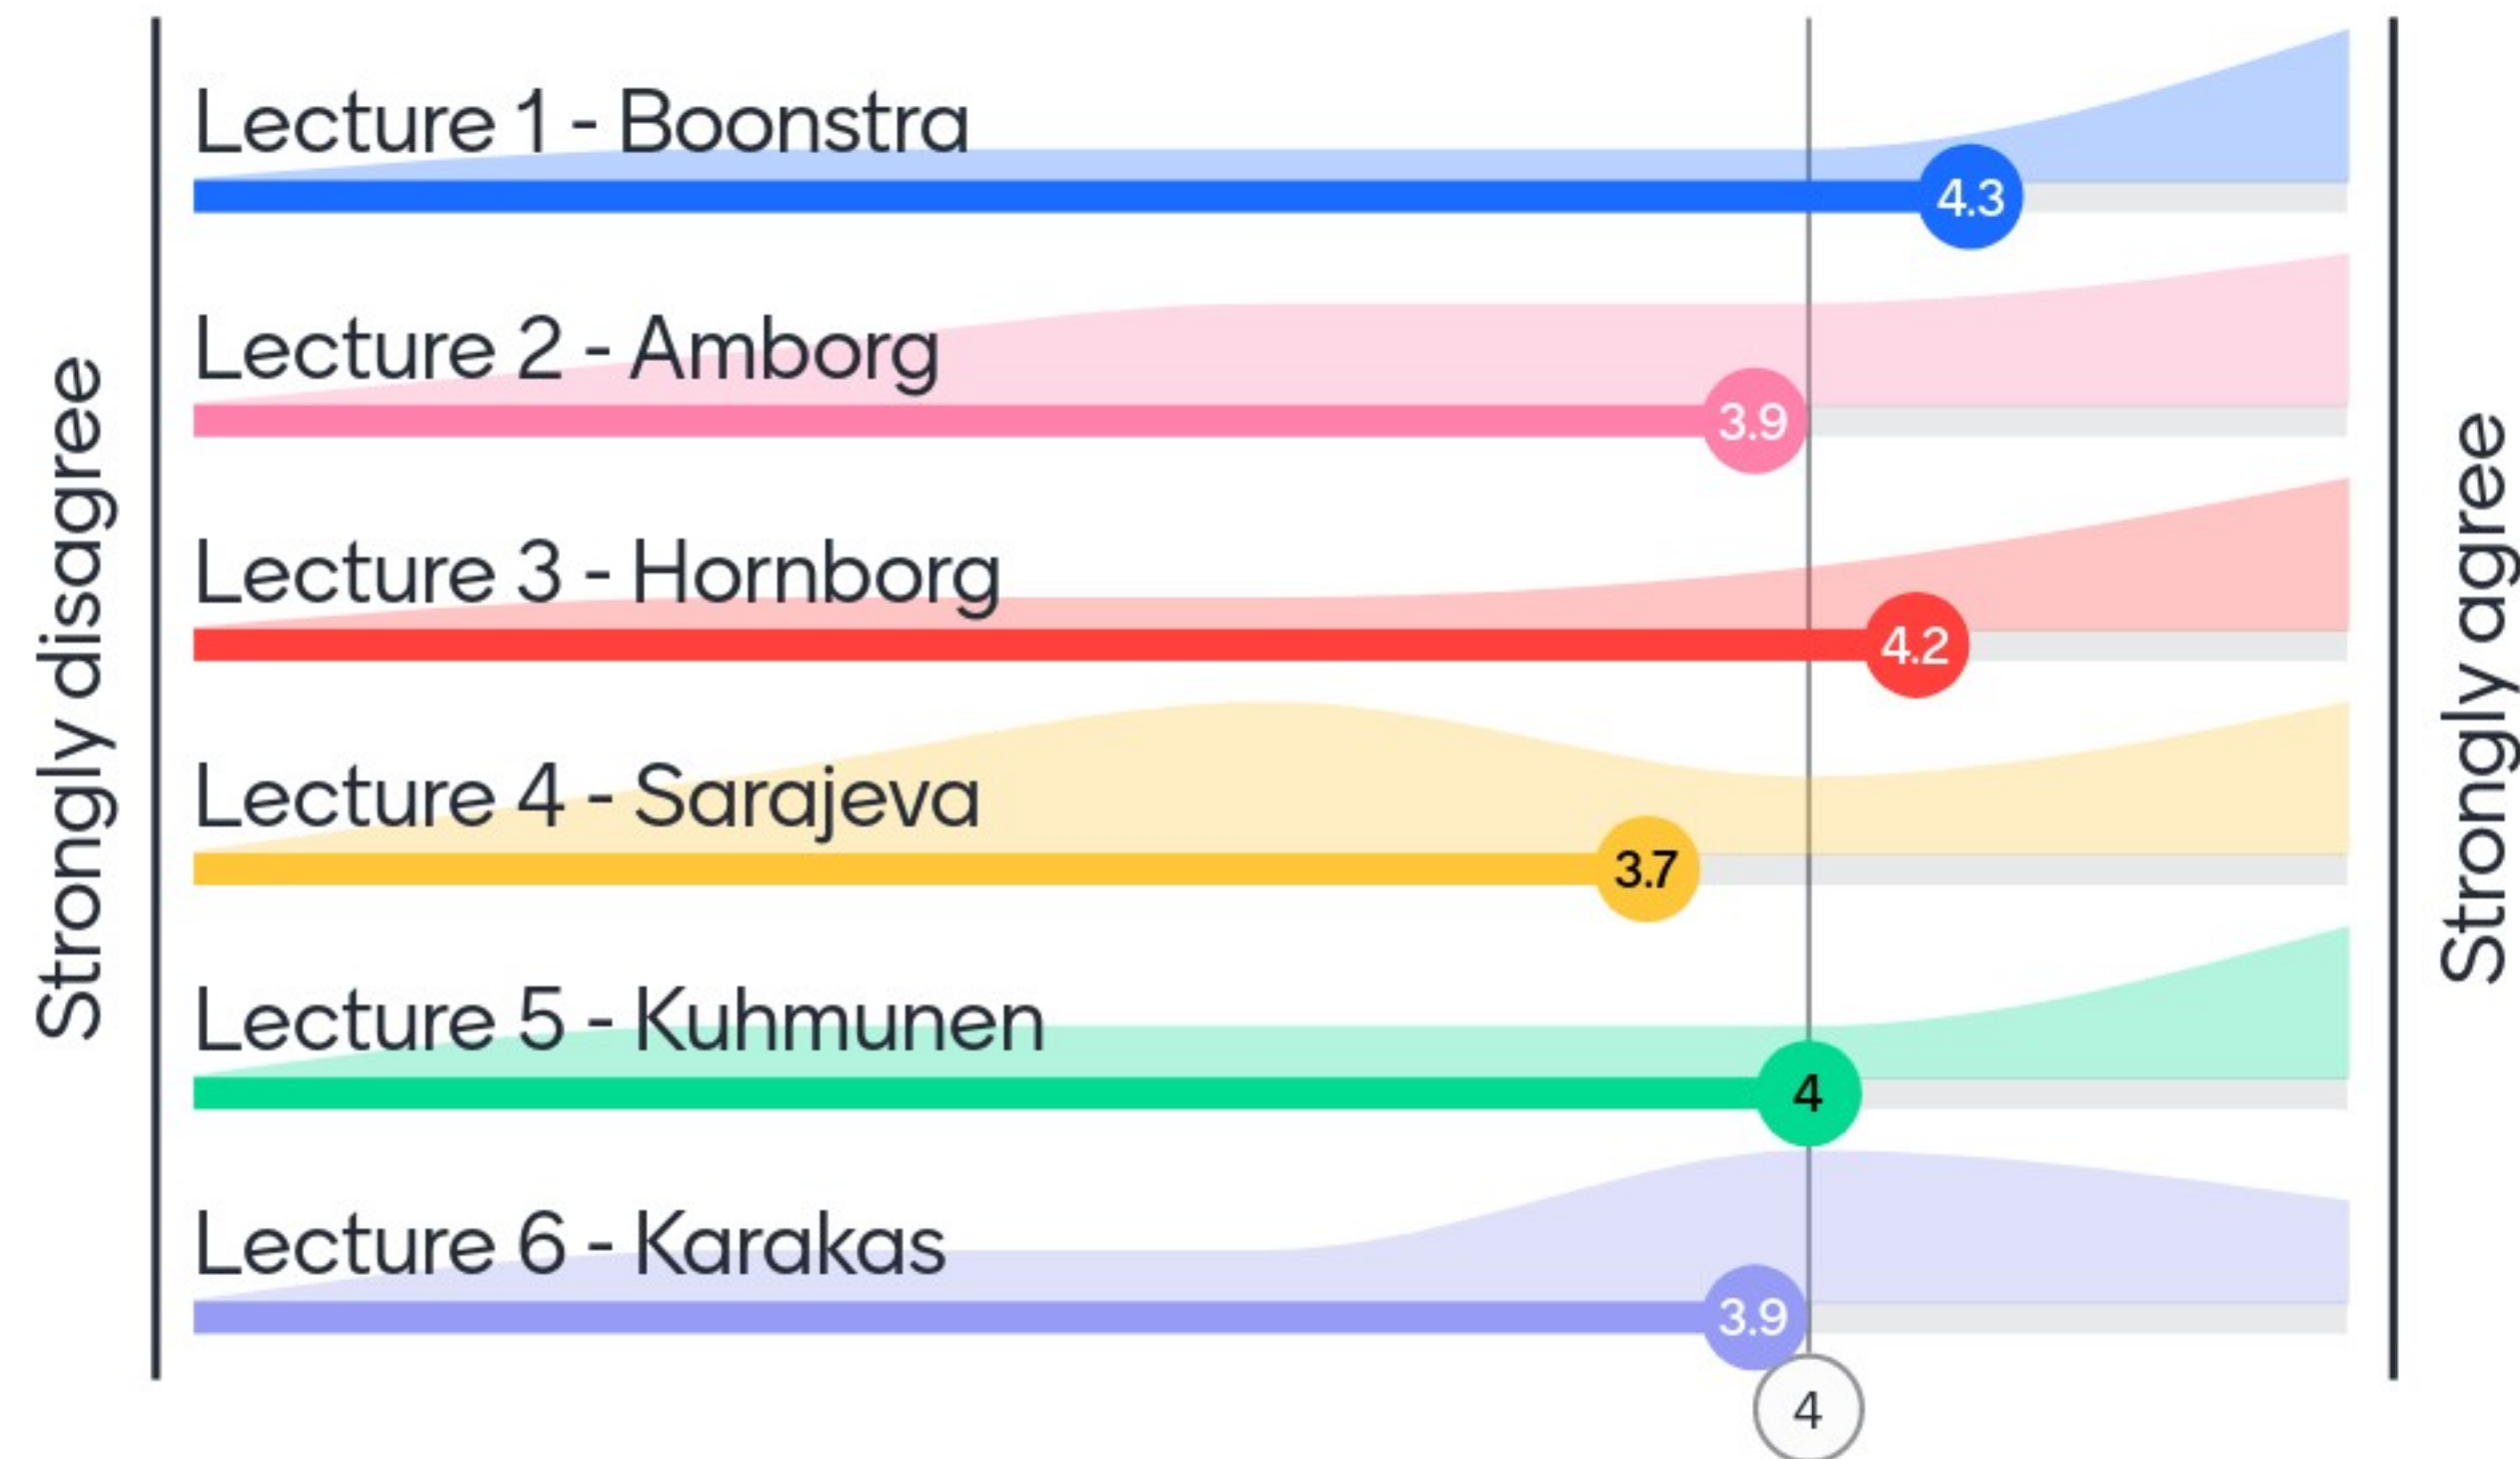 Strongly disagree
Lecture 1 - Boonstra
4.3
Lecture 2 - Amborg
3.9
Lecture 3 - Hornborg
4.2
Lecture 4 - Sarajeva
3.7
Lecture 5 - Kuhmunen
4
Lecture 6 - Karakas
3.9
4
Strongly agree